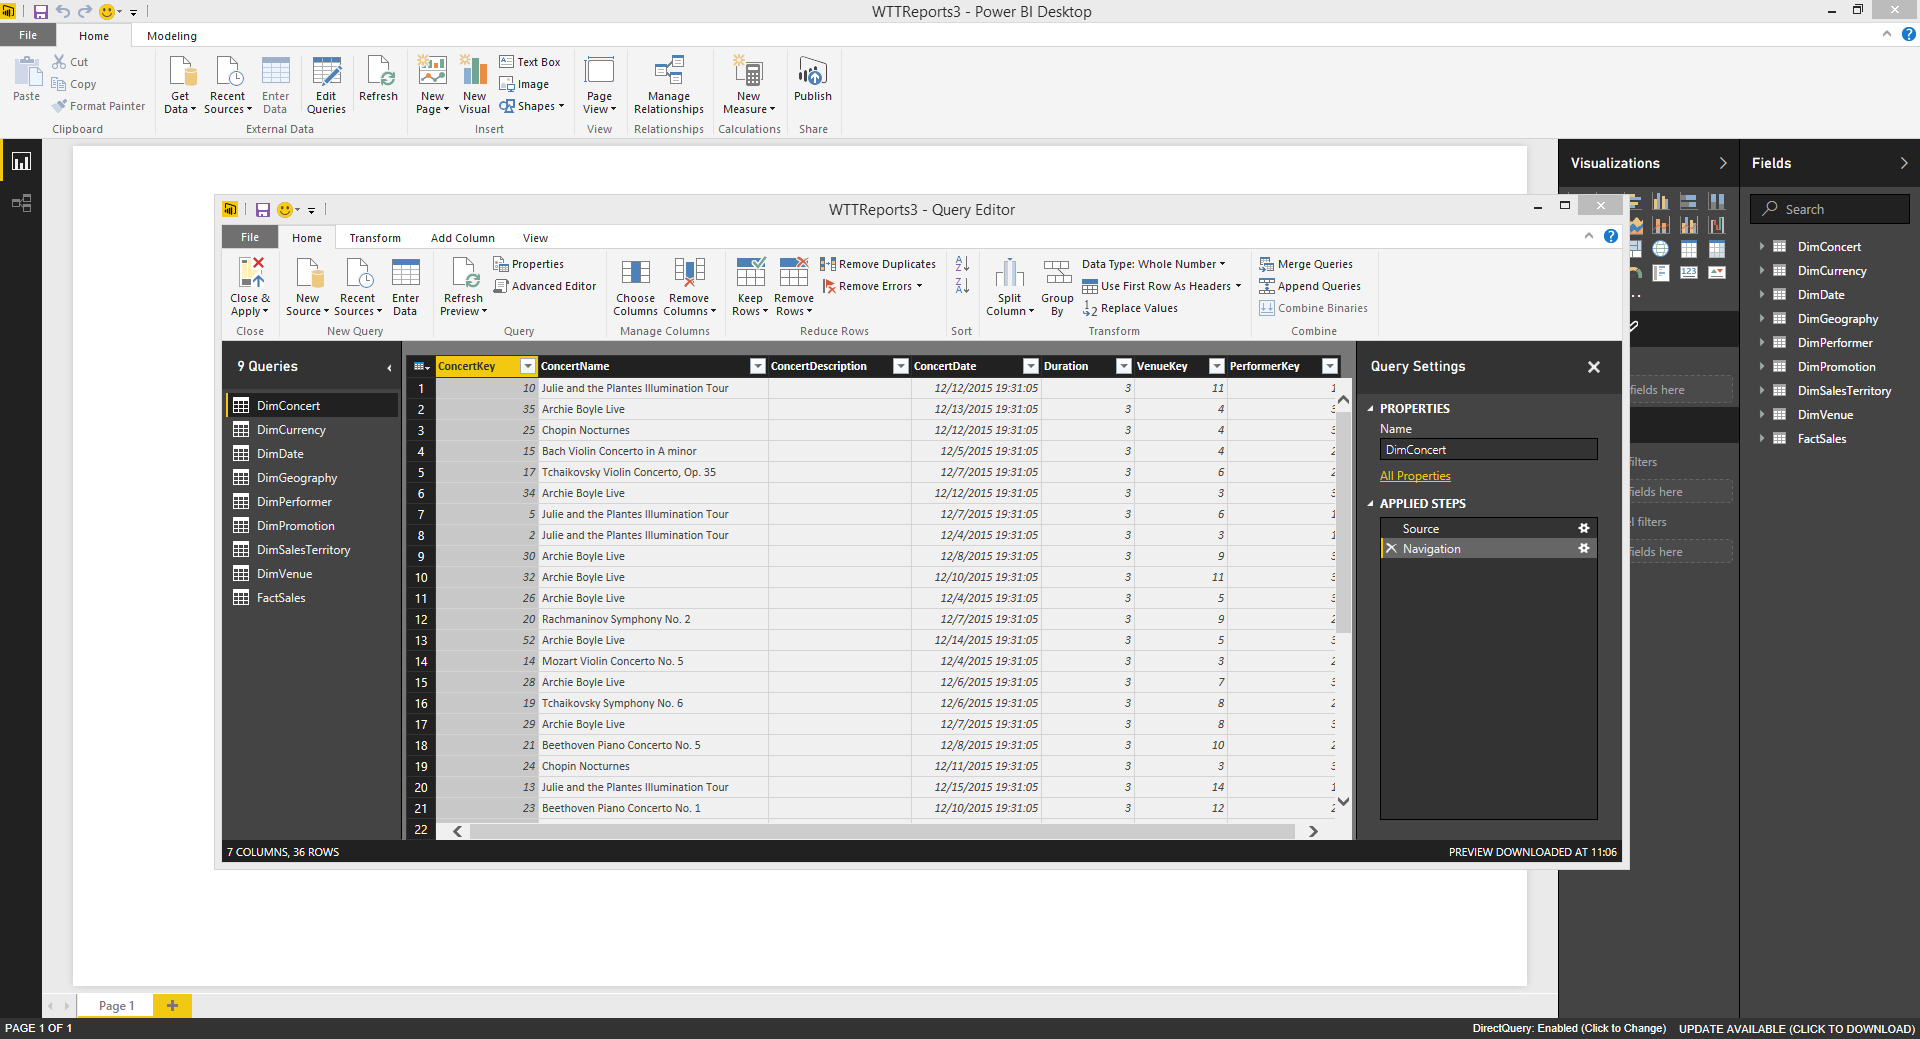 WTTReports3 - Power BI Desktop
File
Home
Modeling
Paste
Cut
Copy
Format Painter
Clipboard
Get Data
Recent Sources
Enter Data
Edit Queries
Refresh
External Data
New Page
New Visual
Text Box
Image
Shapes
Insert
Page View
View
Manage Relationships
Relationships
New Measure
Calculations
Publish
Share
Visualizations
Fields
Search
DimConcert
DimCurrency
DimDate
DimGeography
DimPerformer
DimPromotion
DimSalesTerritory
DimVenue
FactSales
fields here
filters
fields here
filters
fields here
WTTReports3 - Query Editor
File
Home
Transform
Add Column
View
Close & Apply
Close
New Source
Recent Sources
Enter Data
New Query
Refresh Preview
Properties
Advanced Editor
Query
Choose Columns
Remove Columns
Manage Columns
Keep Rows
Remove Rows
Remove Duplicates
Remove Errors
Reduce Rows
Sort
Split Column
Group By
Data Type: Whole Number
Use First Row As Headers
Replace Values
Transform
Merge Queries
Append Queries
Combine Binaries
Combine
9 Queries
DimConcert
DimCurrency
DimDate
DimGeography
DimPerformer
DimPromotion
DimSalesTerritory
DimVenue
FactSales
ConcertKey ConcertName ConcertDescription ConcertDate Duration VenueKey PerformerKey
1 10 Julie and the Plantes Illumination Tour 12/12/2015 19:31:05 3 11
2 35 Archie Boyle Live 12/13/2015 19:31:05 3 4
3 25 Chopin Nocturnes 12/12/2015 19:31:05 3 4
4 15 Bach Violin Concerto in A minor 12/5/2015 19:31:05 3 4
5 17 Tchaikovsky Violin Concerto, Op. 35 12/7/2015 19:31:05 3 6
6 34 Archie Boyle Live 12/12/2015 19:31:05 3 3
7 5 Julie and the Plantes Illumination Tour 12/7/2015 19:31:05 3 6
8 2 Julie and the Plantes Illumination Tour 12/4/2015 19:31:05 3 3
9 30 Archie Boyle Live 12/8/2015 19:31:05 3 9
10 32 Archie Boyle Live 12/10/2015 19:31:05 3 11
11 26 Archie Boyle Live 12/4/2015 19:31:05 3 5
12 20 Rachmaninov Symphony No. 2 12/7/2015 19:31:05 3 9
13 52 Archie Boyle Live 12/14/2015 19:31:05 3 5
14 14 Mozart Violin Concerto No. 5 12/4/2015 19:31:05 3 3
15 28 Archie Boyle Live 12/6/2015 19:31:05 3 7
16 19 Tchaikovsky Symphony No. 6 12/6/2015 19:31:05 3 8
17 29 Archie Boyle Live 12/7/2015 19:31:05 3 8
18 21 Beethoven Piano Concerto No. 5 12/8/2015 19:31:05 3 10
19 24 Chopin Nocturnes 12/11/2015 19:31:05 3 3
20 13 Julie and the Plantes Illumination Tour 12/15/2015 19:31:05 3 14
21 23 Beethoven Piano Concerto No. 1 12/10/2015 19:31:05 3 12
22
Query Settings
PROPERTIES
Name
DimConcert
All Properties
APPLIED STEPS
Source
Navigation
7 COLUMNS, 36 ROWS
PREVIEW DOWNLOADED AT 11:06
Page 1
PAGE 1 OF 1
DirectQuery: Enabled (Click to Change)
UPDATE AVAILABLE (CLICK TO DOWNLOAD)